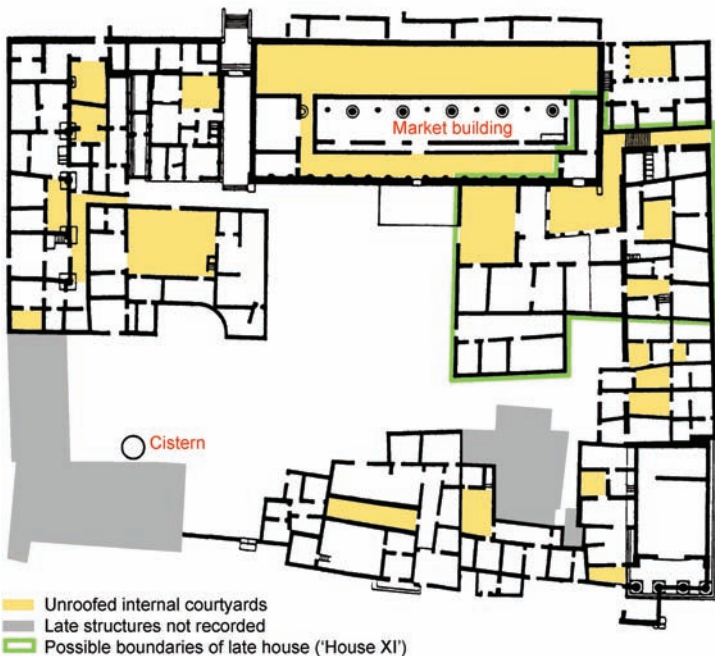 Market building
Cistern
Unroofed internal courtyards
Late structures not recorded
Possible boundaries of late house (‘House XI’)